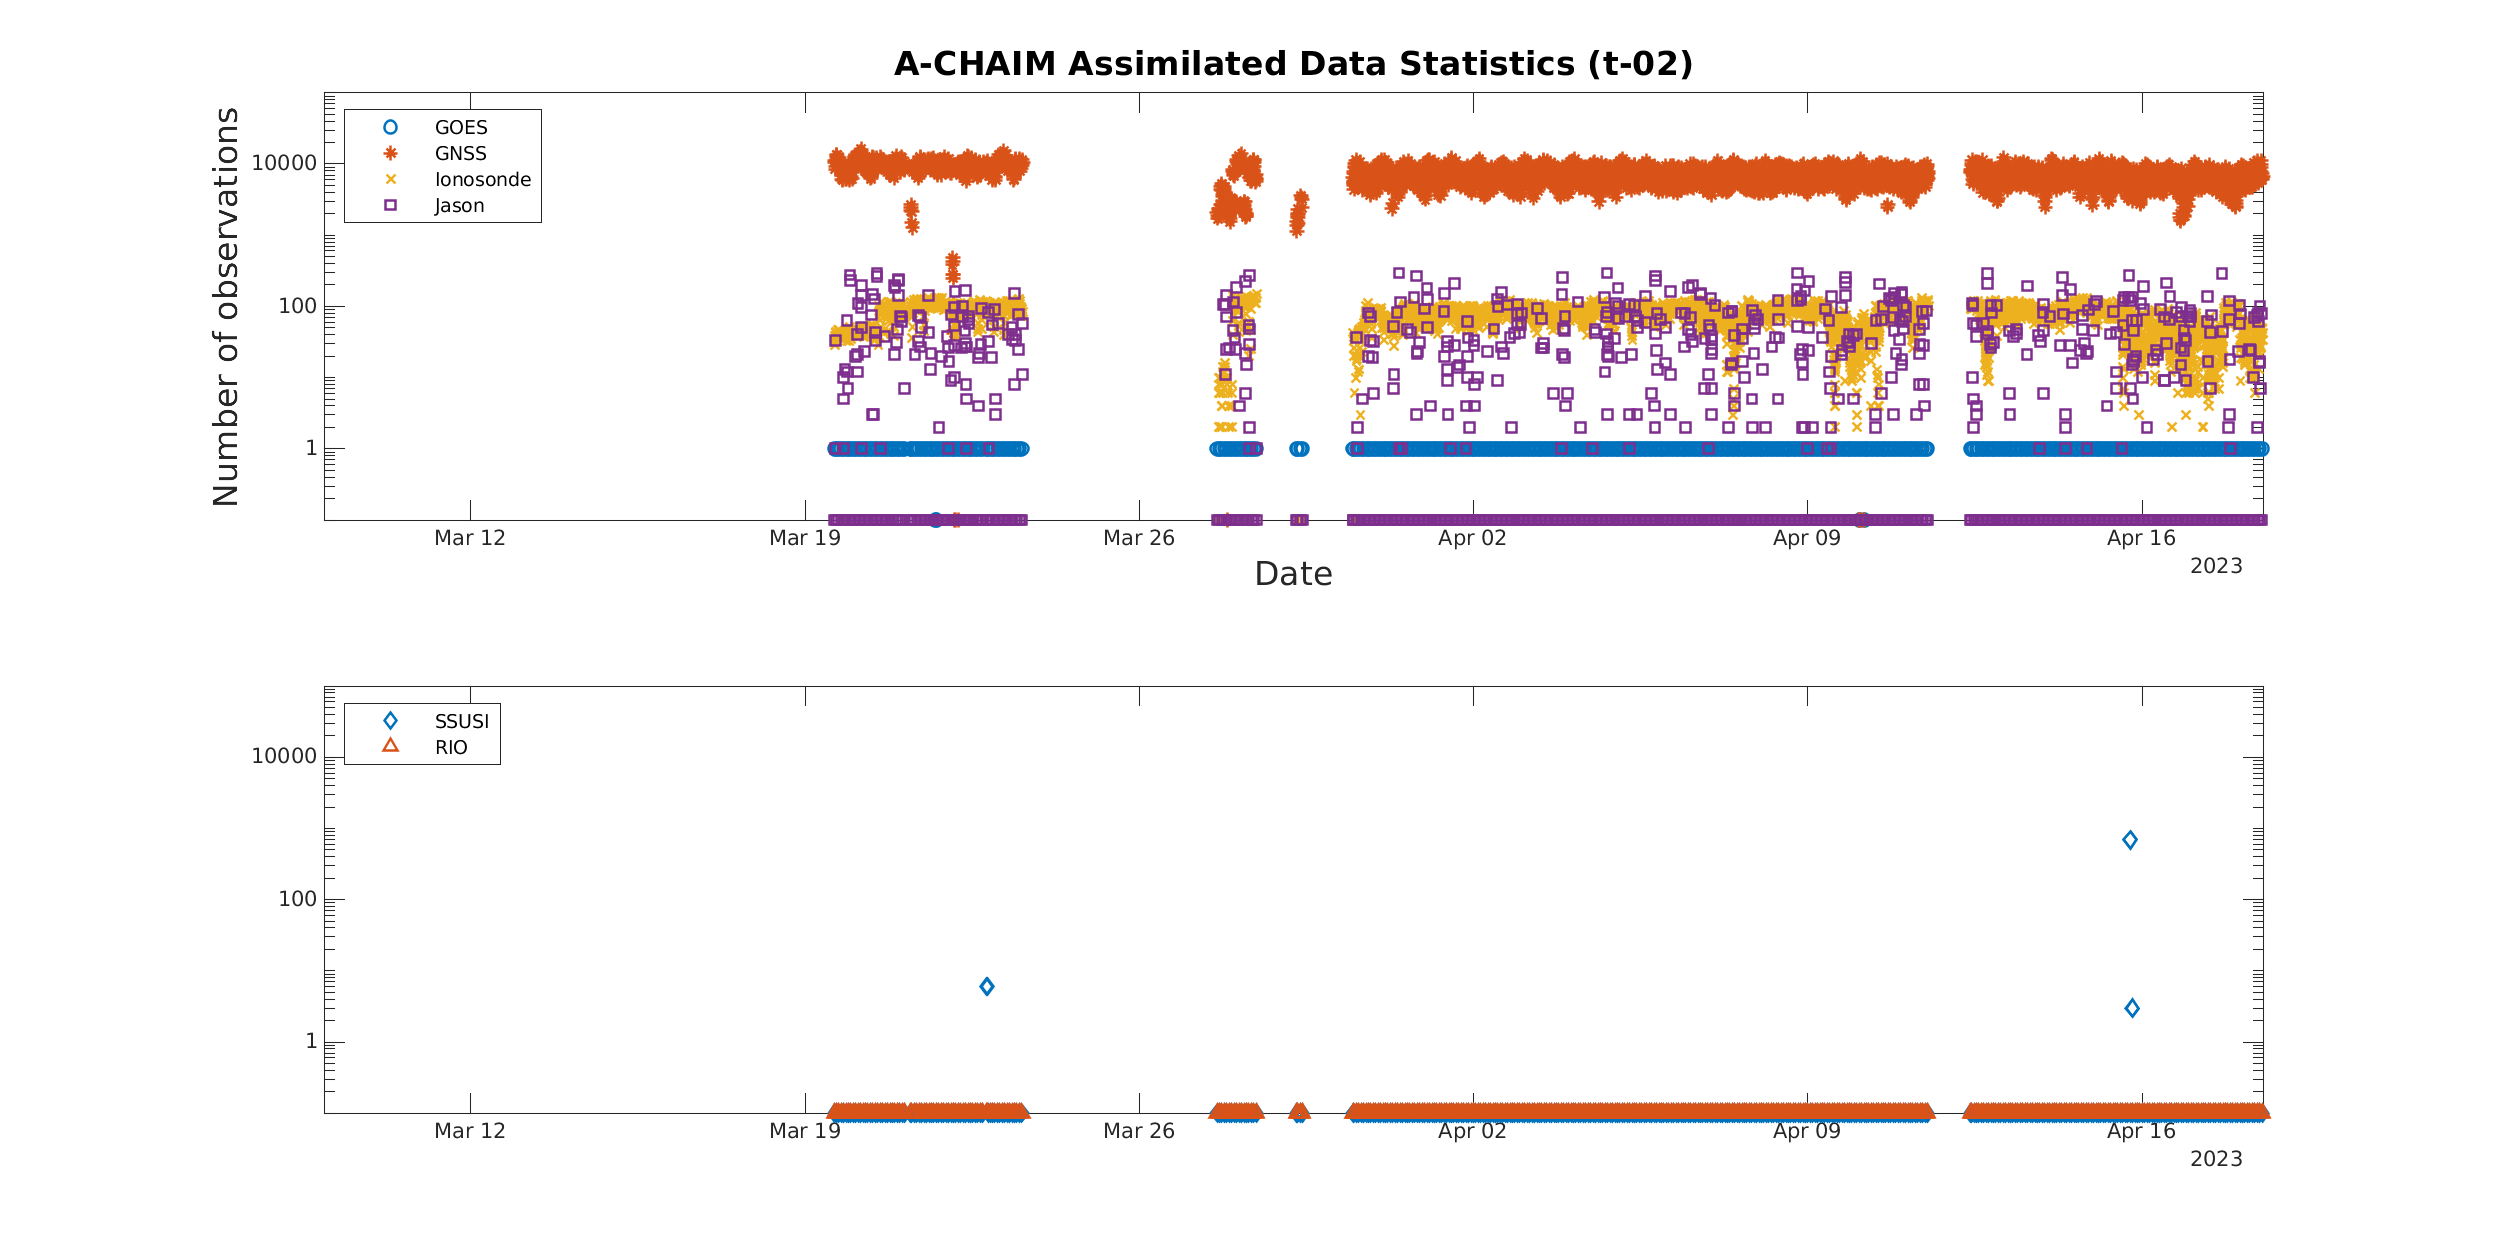 A-CHAIM Assimilated Data Statistics (t-02)
Number of observations
10000
100
1
GOES
GNSS
Ionosonde
Jason
Mar 12
Mar 19
Mar 26
Apr 02
Apr 09
Apr 16
2023
Date
10000
100
1
SSUSI
RIO
Mar 12
Mar 19
Mar 26
Apr 02
Apr 09
Apr 16
2023